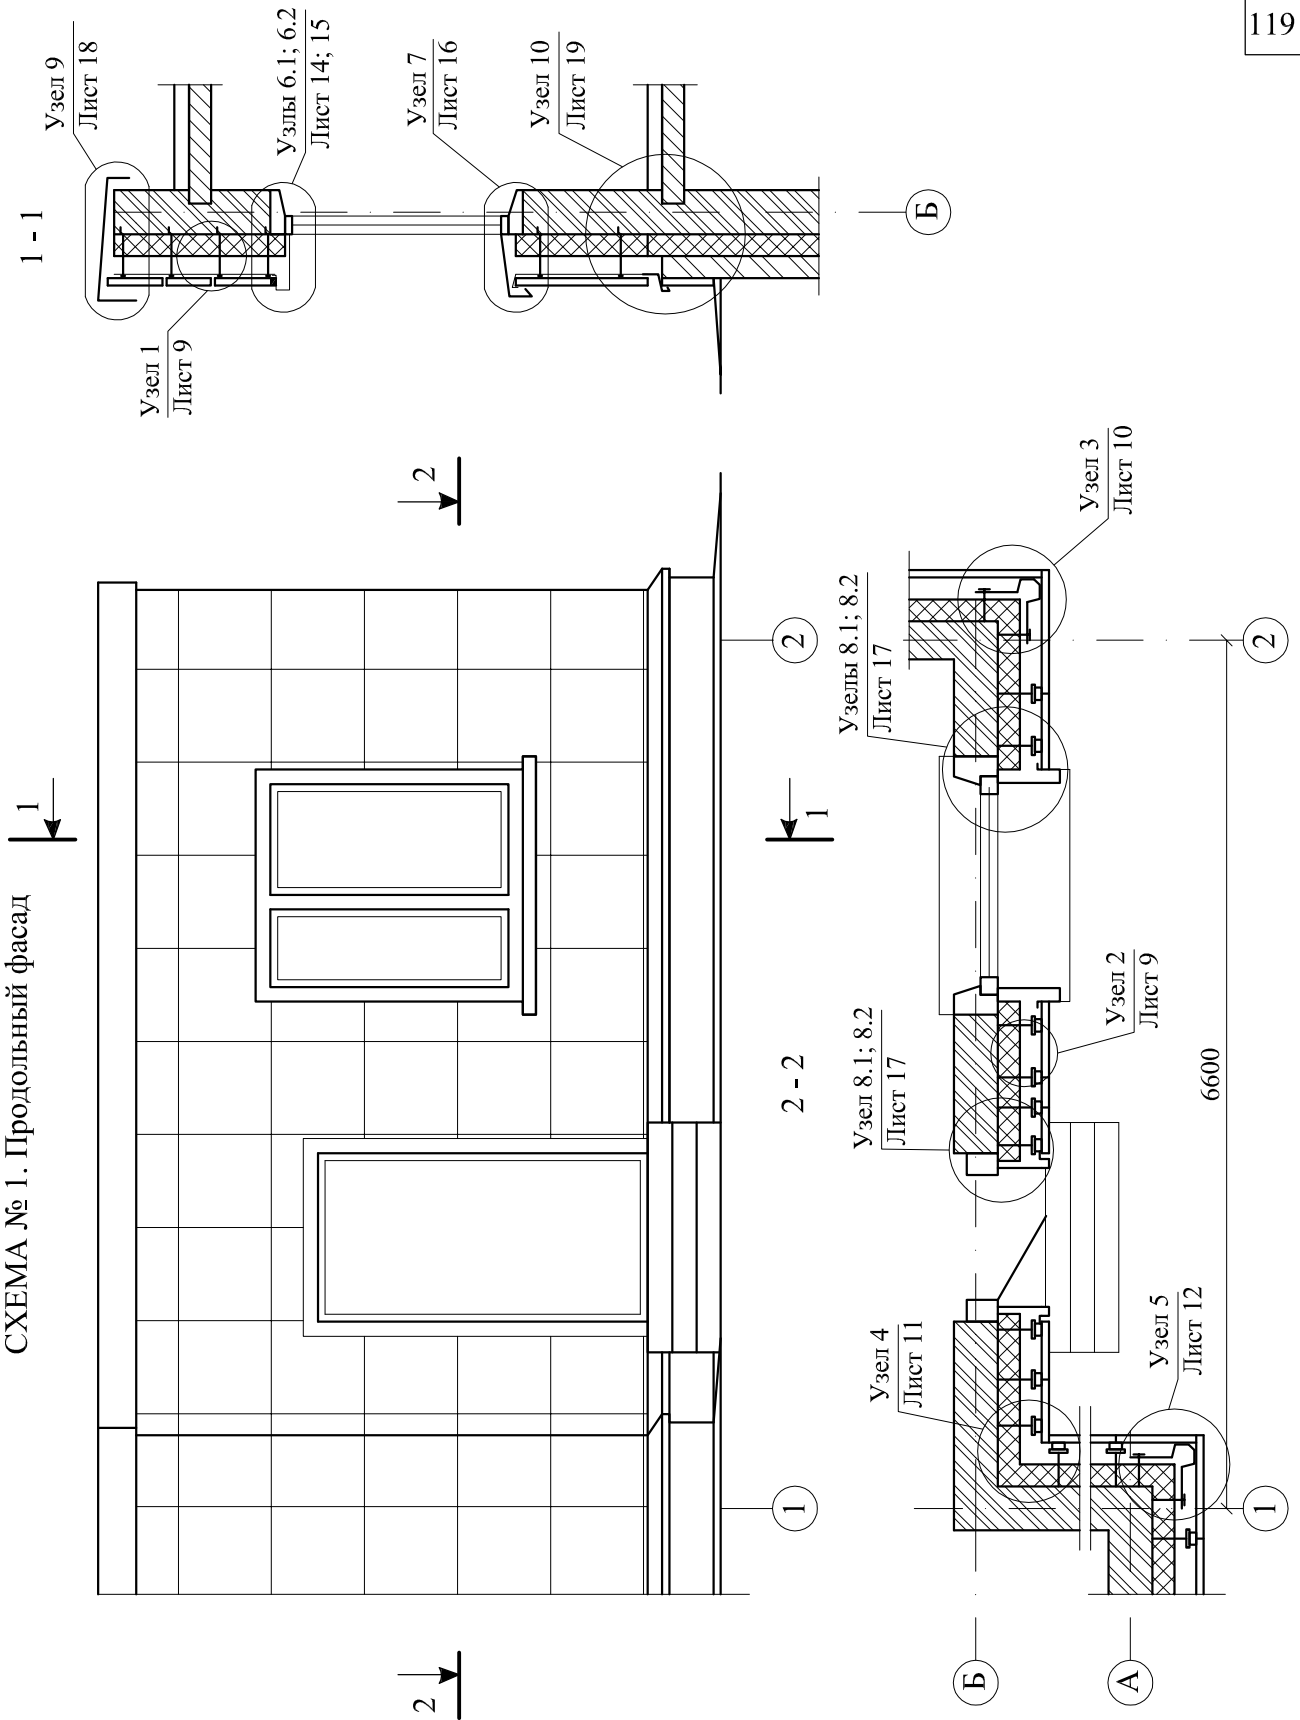 119
СХЕМА № 1. Продольный фасад
1
1
2
2
1
2
1 - 1
Узел 9
Лист 18
Узлы 6.1; 6.2
Лист 14; 15
Узел 7
Лист 16
Узел 10
Лист 19
Узел 1
Лист 9
Б
2 - 2
Узел 4
Лист 11
Узел 8.1; 8.2
Лист 17
Узелы 8.1; 8.2
Лист 17
Узел 5
Лист 12
Узел 2
Лист 9
Узел 3
Лист 10
6600
Б
А
1
2